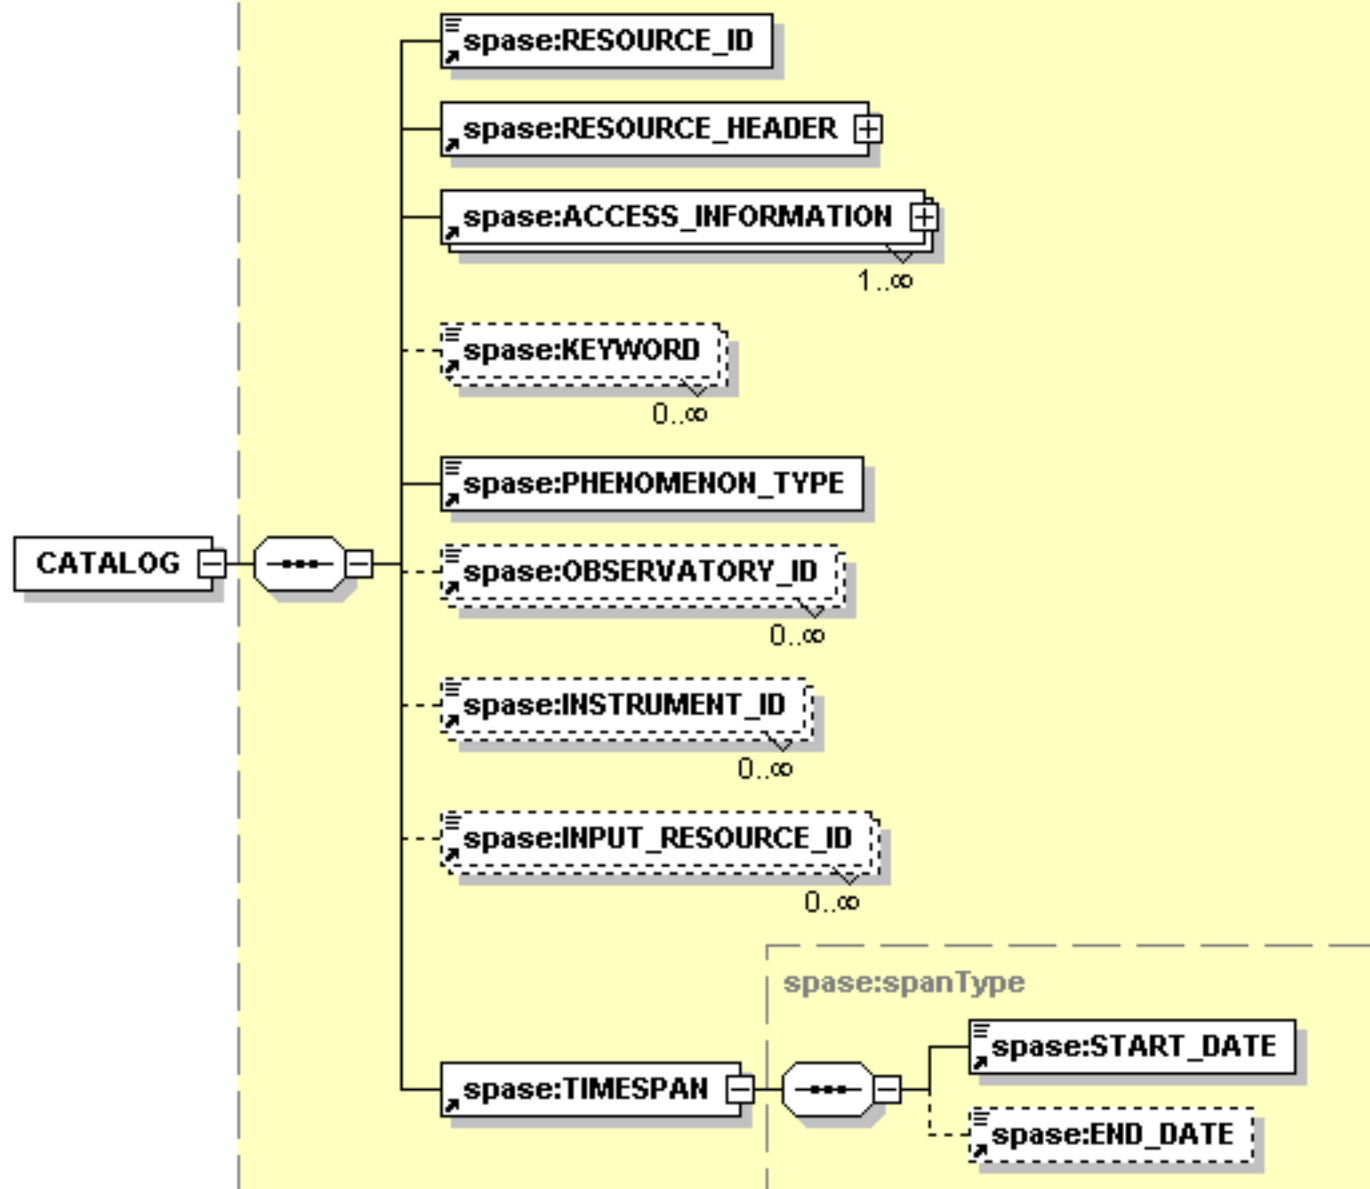 spase:RESOURCE_ID
spase:RESOURCE_HEADER
spase:ACCESS_INFORMATION
1..∞
spase:KEYWORD
0..∞
spase:PHENOMENON_TYPE
CATALOG
spase:OBSERVATORY_ID
0..∞
spase:INSTRUMENT_ID
0..∞
spase:INPUT_RESOURCE_ID
0..∞
spase:spanType
spase:START_DATE
spase:TIMESPAN
spase:END_DATE